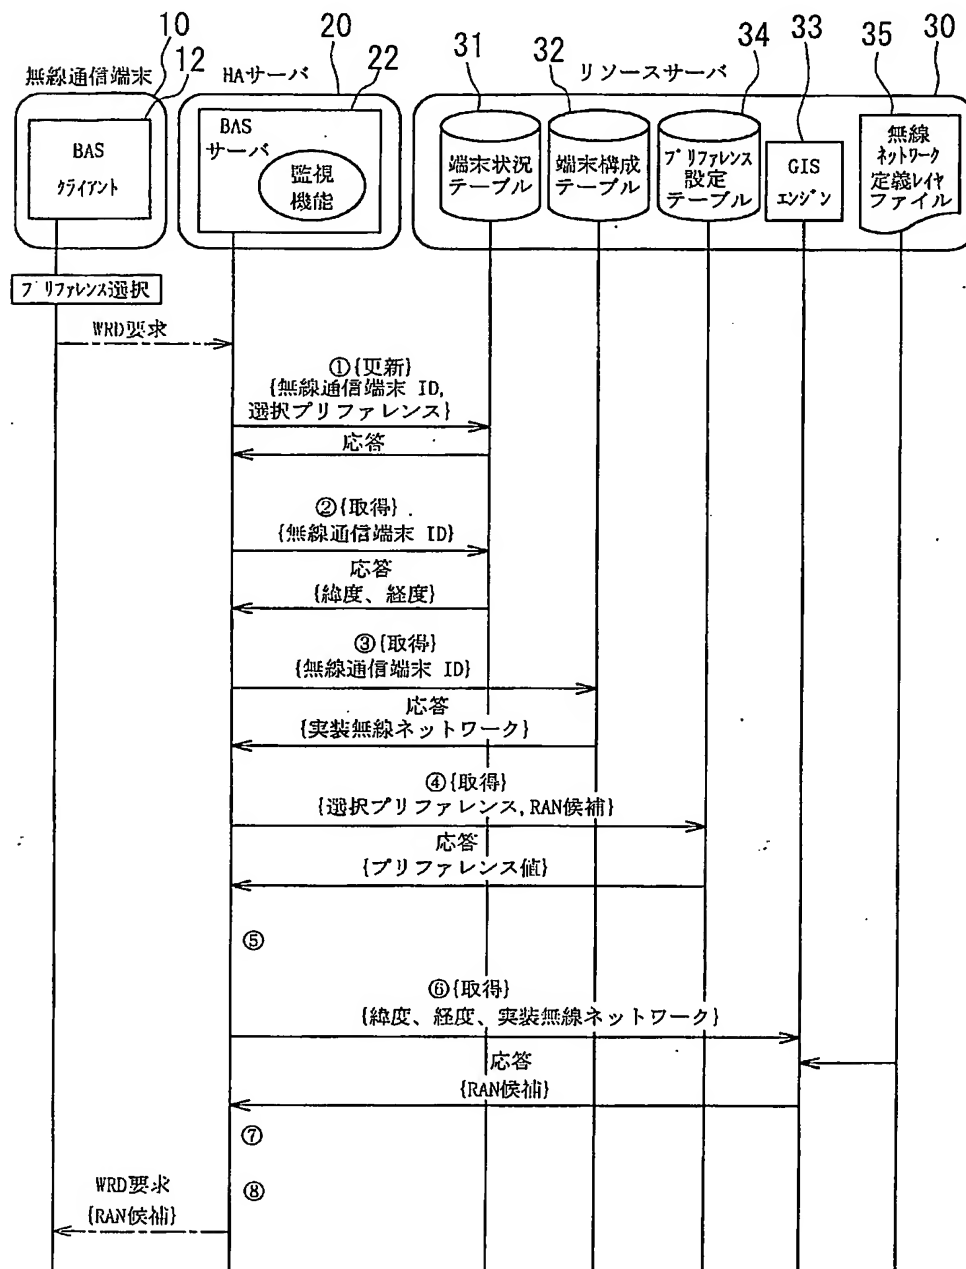 10
12
無線通信端末
BAS
クライアント
20
22
HAサーバ
BAS
サーバ
監視
機能
31
32
34
33
35
30
リソースサーバ
端末状況
テーブル
端末構成
テーブル
プリファレンス
設定
テーブル
GIS
エンジン
無線
ネットワーク
定義レイヤ
ファイル
プリファレンス選択
WRD要求
①{更新}
{無線通信端末 ID,
選択プリファレンス}
応答
②{取得}
{無線通信端末 ID}
応答
{緯度、経度}
③{取得}
{無線通信端末 ID}
応答
{実装無線ネットワーク}
④{取得}
{選択プリファレンス,RAN候補}
応答
{プリファレンス値}
⑤
⑥{取得}
{緯度、経度、実装無線ネットワーク}
応答
{RAN候補}
⑦
⑧
WRD要求
{RAN候補}